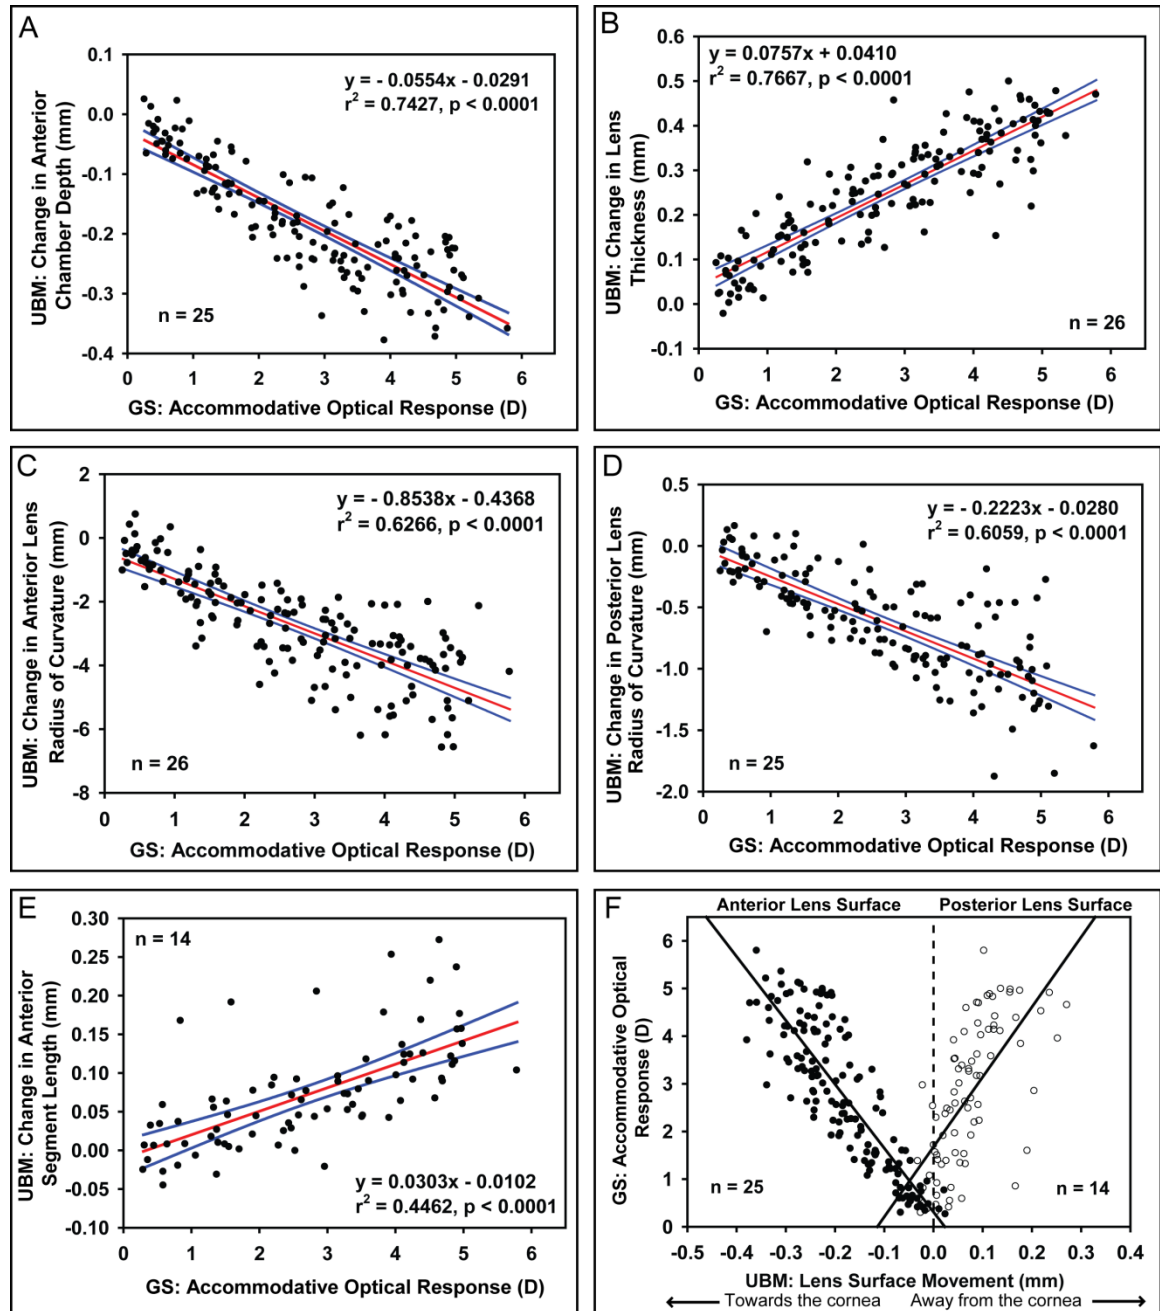 A
y = - 0.0554x - 0.0291
r² = 0.7427, p < 0.0001
0.1
0.0
-0.1
-0.2
-0.3
-0.4
UBM: Change in Anterior
Chamber Depth (mm)
n = 25
0 1 2 3 4 5 6
GS: Accommodative Optical Response (D)
B
y = 0.0757x + 0.0410
r² = 0.7667, p < 0.0001
0.6
0.5
0.4
0.3
0.2
0.1
0.0
-0.1
UBM: Change in Lens
Thickness (mm)
n = 26
0 1 2 3 4 5 6
GS: Accommodative Optical Response (D)
C
y = - 0.8538x - 0.4368
r² = 0.6266, p < 0.0001
2
0
-2
-4
-6
-8
UBM: Change in Anterior Lens
Radius of Curvature (mm)
n = 26
0 1 2 3 4 5 6
GS: Accommodative Optical Response (D)
D
y = - 0.2223x - 0.0280
r² = 0.6059, p < 0.0001
0.5
0.0
-0.5
-1.0
-1.5
-2.0
UBM: Change in Posterior Lens
Radius of Curvature (mm)
n = 25
0 1 2 3 4 5 6
GS: Accommodative Optical Response (D)
E
n = 14
0.30
0.25
0.20
0.15
0.10
0.05
0.00
-0.05
-0.10
UBM: Change in Anterior
Segment Length (mm)
y = 0.0303x - 0.0102
r² = 0.4462, p < 0.0001
0 1 2 3 4 5 6
GS: Accommodative Optical Response (D)
F
Anterior Lens Surface Posterior Lens Surface
6
5
4
3
2
1
0
GS: Accommodative Optical
Response (D)
n = 25 n = 14
-0.5 -0.4 -0.3 -0.2 -0.1 0.0 0.1 0.2 0.3 0.4
UBM: Lens Surface Movement (mm)
Towards the cornea Away from the cornea